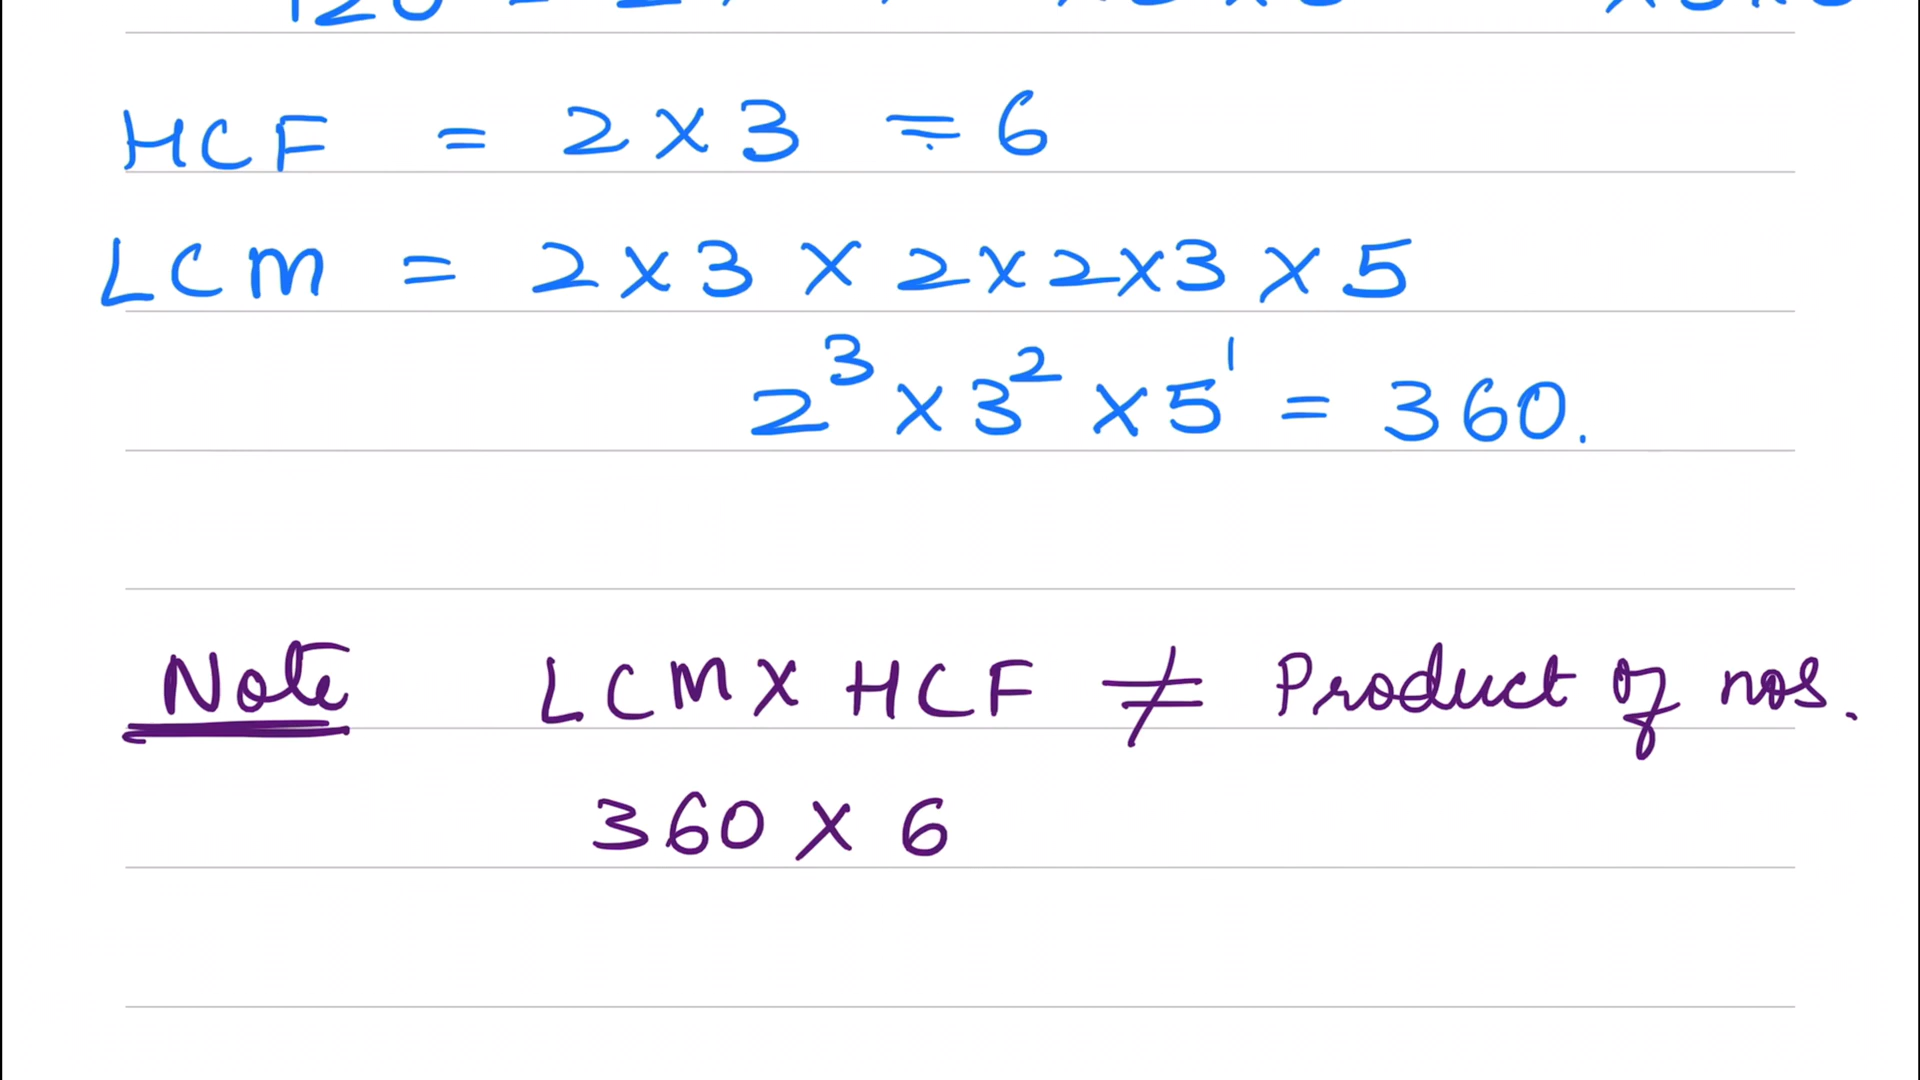 120 =
HCF = 2 × 3 = 6
LCM = 2 × 3 × 2 × 2 × 3 × 5
2³ × 3² × 5¹ = 360.
Note LCM × HCF ≠ Product of nos.
360 × 6